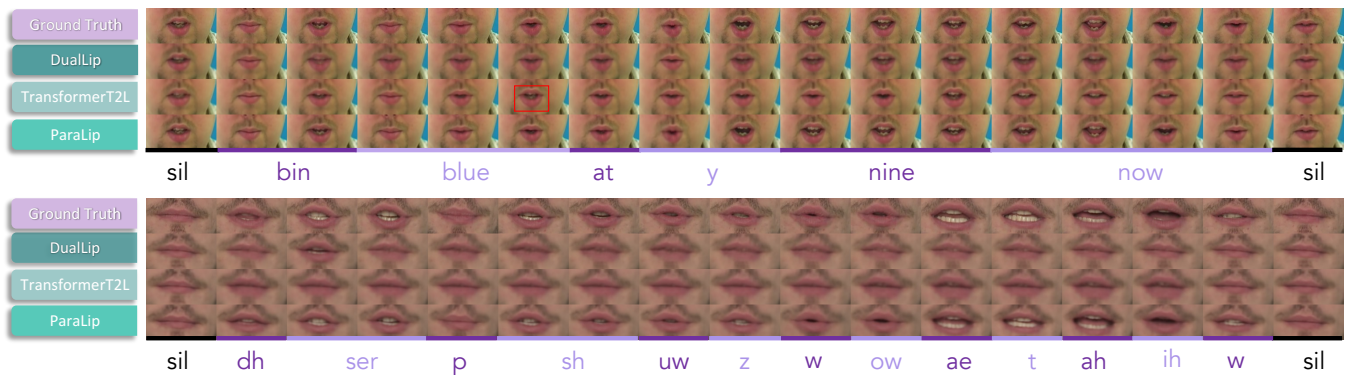 Ground Truth
DualLip
TransformerT2L
ParaLip
sil bin blue at y nine now sil
Ground Truth
DualLip
TransformerT2L
ParaLip
sil dh ser p sh uw z w ow ae t ah ih w sil